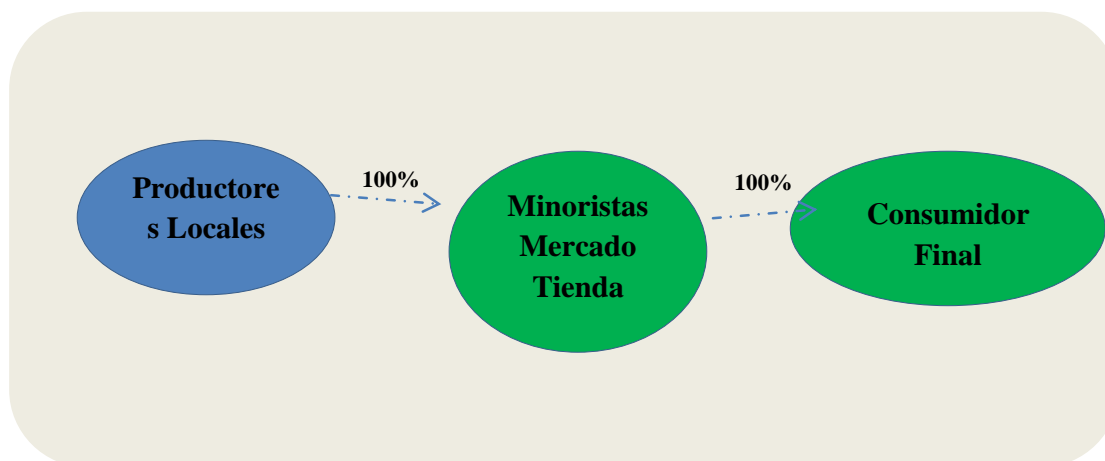 Productore
s Locales
100%
Minoristas
Mercado
Tienda
100%
Consumidor
Final